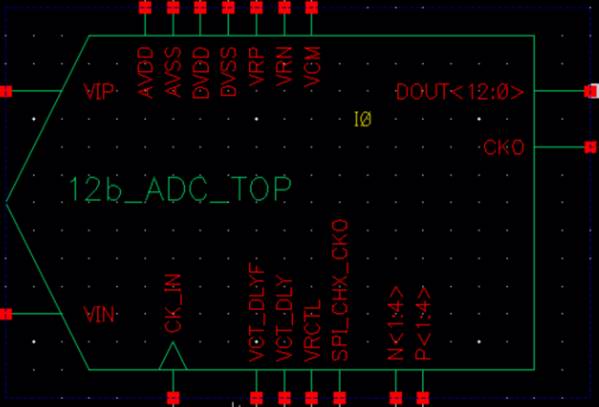 AVDD
AVSS
DVDD
DVSS
VRP
VRN
VCM
VIP
DOUT<12:0>
I0
CKO
12b_ADC_TOP
VIN
CK_IN
VCT_DLYF
VCT_DLY
VRCTL
SPL_CHX_CKO
N<1:4>
P<1:4>